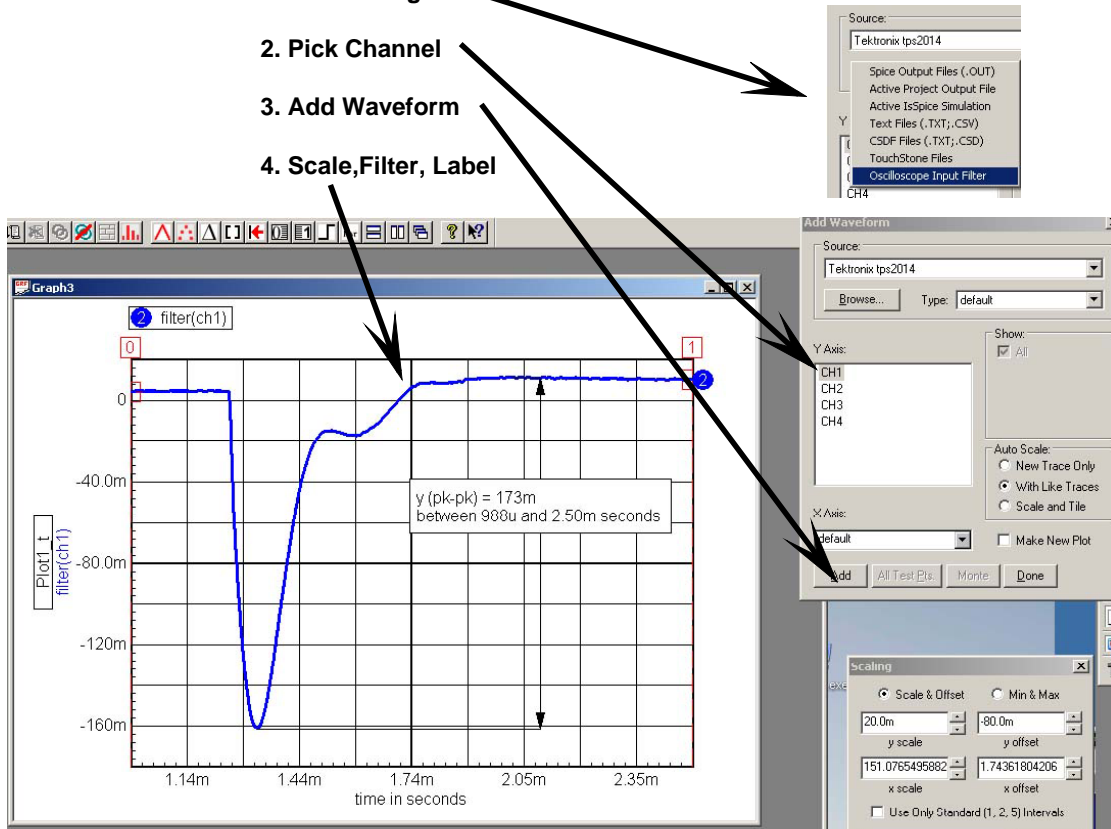 2. Pick Channel
3. Add Waveform
4. Scale,Filter, Label
Source:
Tektronix tps2014
Spice Output Files (.OUT)
Active Project Output File
Active IsSpice Simulation
Text Files (.TXT;.CSV)
CSDF Files (.TXT;.CSD)
TouchStone Files
Oscilloscope Input Filter
Y
CH4
Graph3
2 filter(ch1)
0
1
2
0
-40.0m
-80.0m
-120m
-160m
Plot1_t
filter(ch1)
y (pk-pk) = 173m
between 988u and 2.50m seconds
1.14m 1.44m 1.74m 2.05m 2.35m
time in seconds
Add Waveform
Source:
Tektronix tps2014
Browse... Type: default
Y Axis:
CH1
CH2
CH3
CH4
Show:
All
Auto Scale:
New Trace Only
With Like Traces
Scale and Tile
X Axis:
default
Make New Plot
Add All Test Pts. Monte Done
Scaling
Scale & Offset Min & Max
20.0m -80.0m
y scale y offset
151.0765495882 1.74361804206
x scale x offset
Use Only Standard (1, 2, 5) Intervals